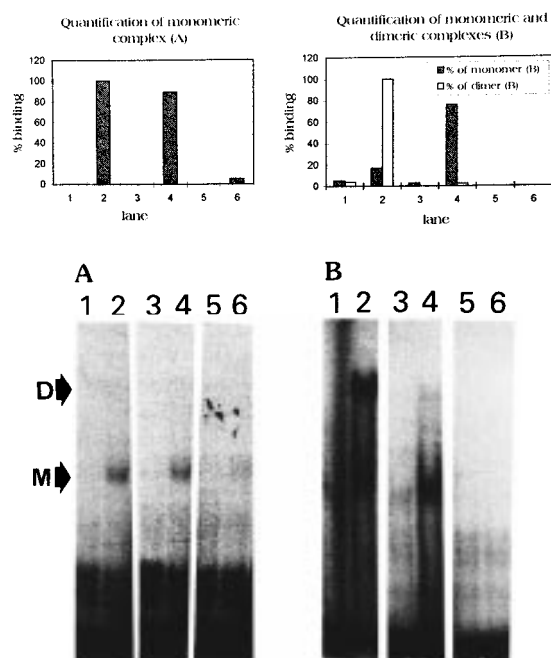 Quantification of monomeric
complex (A)
% binding
120
100
80
60
40
20
0
1 2 3 4 5 6
lane
Quantification of monomeric and
dimeric complexes (B)
% binding
120
100
80
60
40
20
0
% of monomer (B)
% of dimer (B)
1 2 3 4 5 6
lane
A
1 2 3 4 5 6
B
1 2 3 4 5 6
D
M